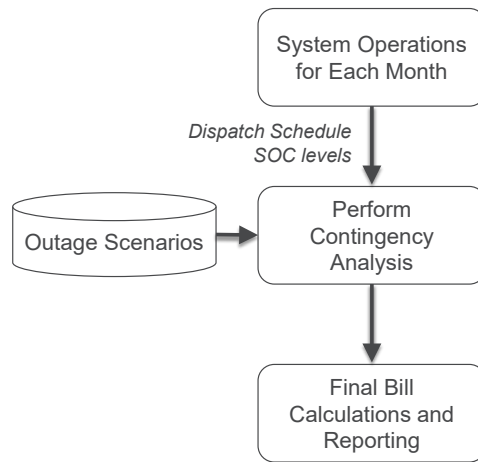 System Operations
for Each Month
Dispatch Schedule
SOC levels
Outage Scenarios
Perform
Contingency
Analysis
Final Bill
Calculations and
Reporting